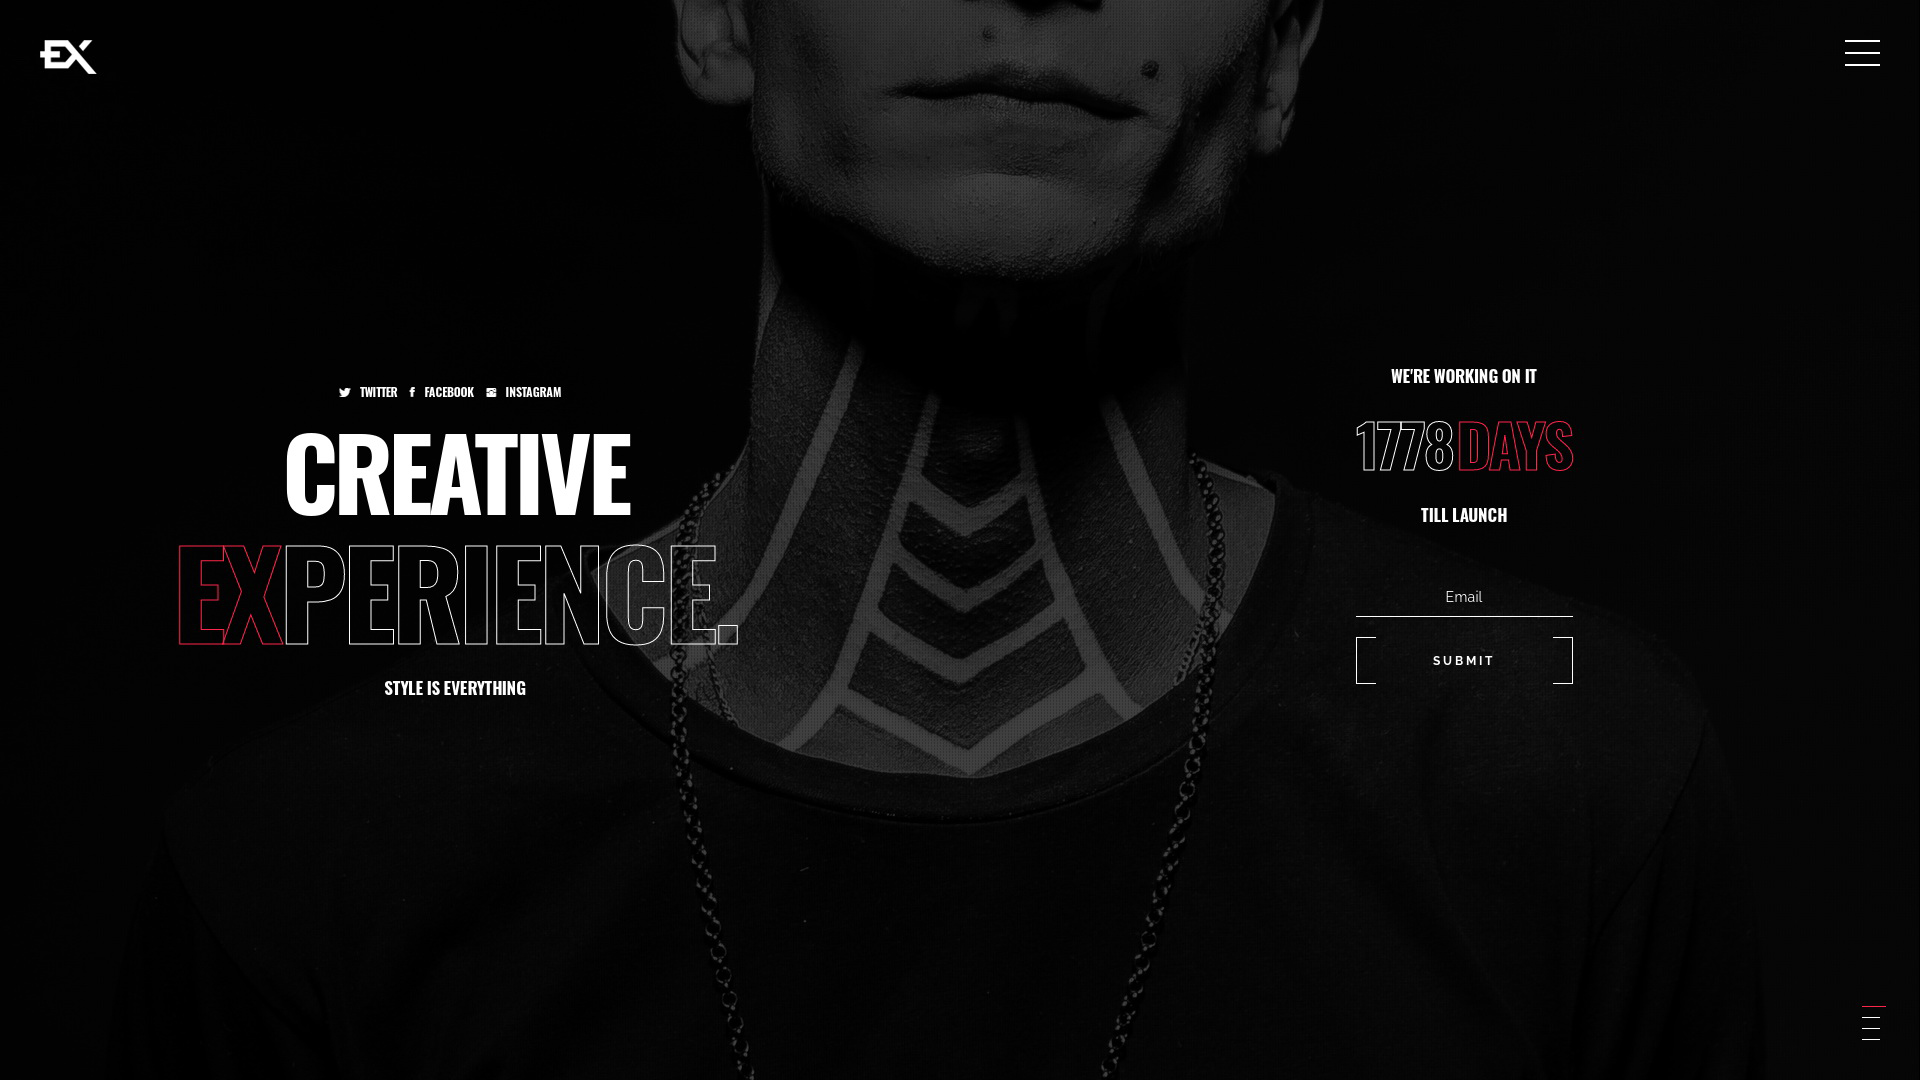 EX
TWITTER FACEBOOK INSTAGRAM
CREATIVE
EXPERIENCE.
STYLE IS EVERYTHING
WE'RE WORKING ON IT
1778 DAYS
TILL LAUNCH
Email
SUBMIT